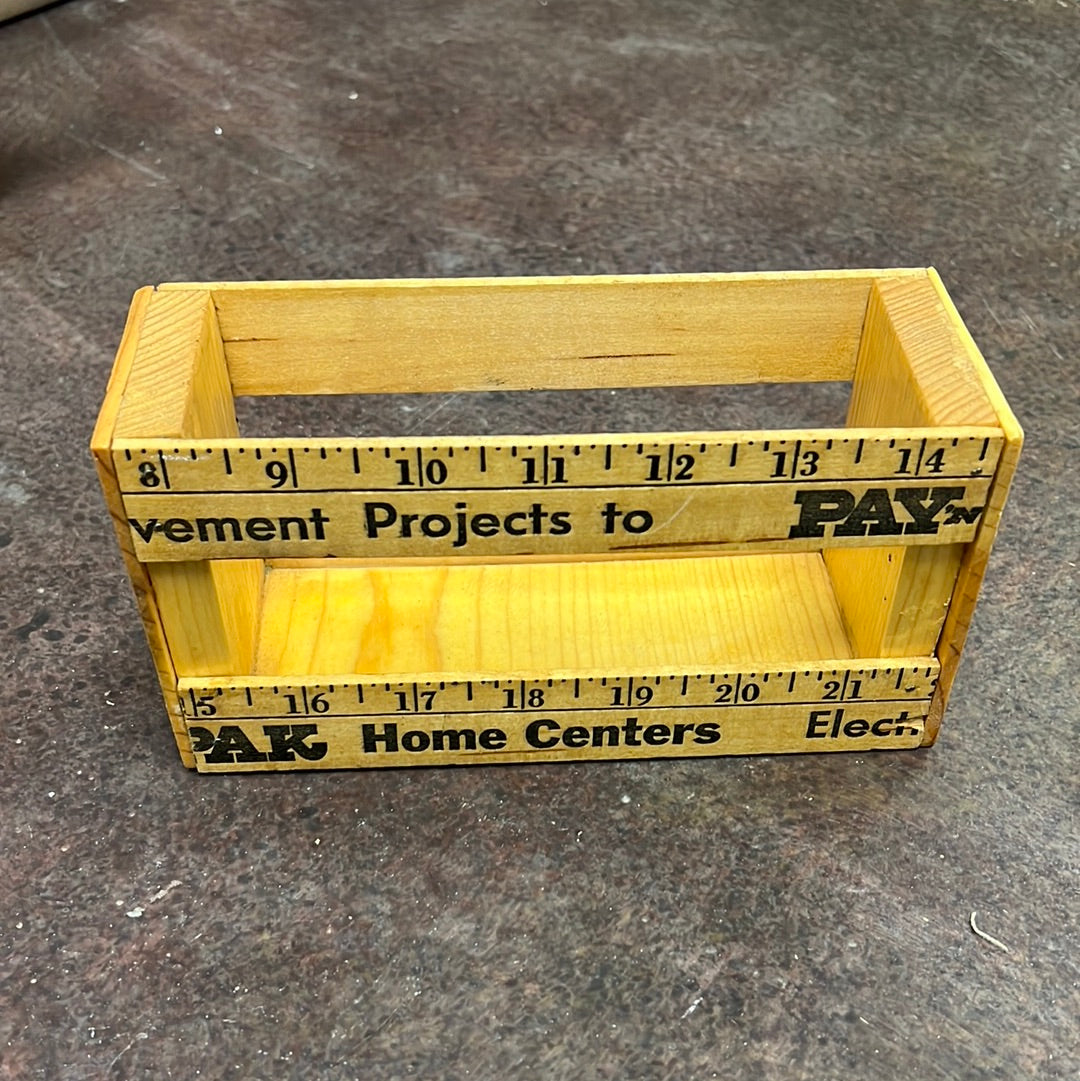 8 9 10 11 12 13 14
vement Projects to PAY 'N
15 16 17 18 19 20 21
PAK Home Centers Elect